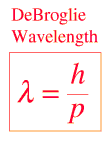 DeBroglie
Wavelength
λ = h/p